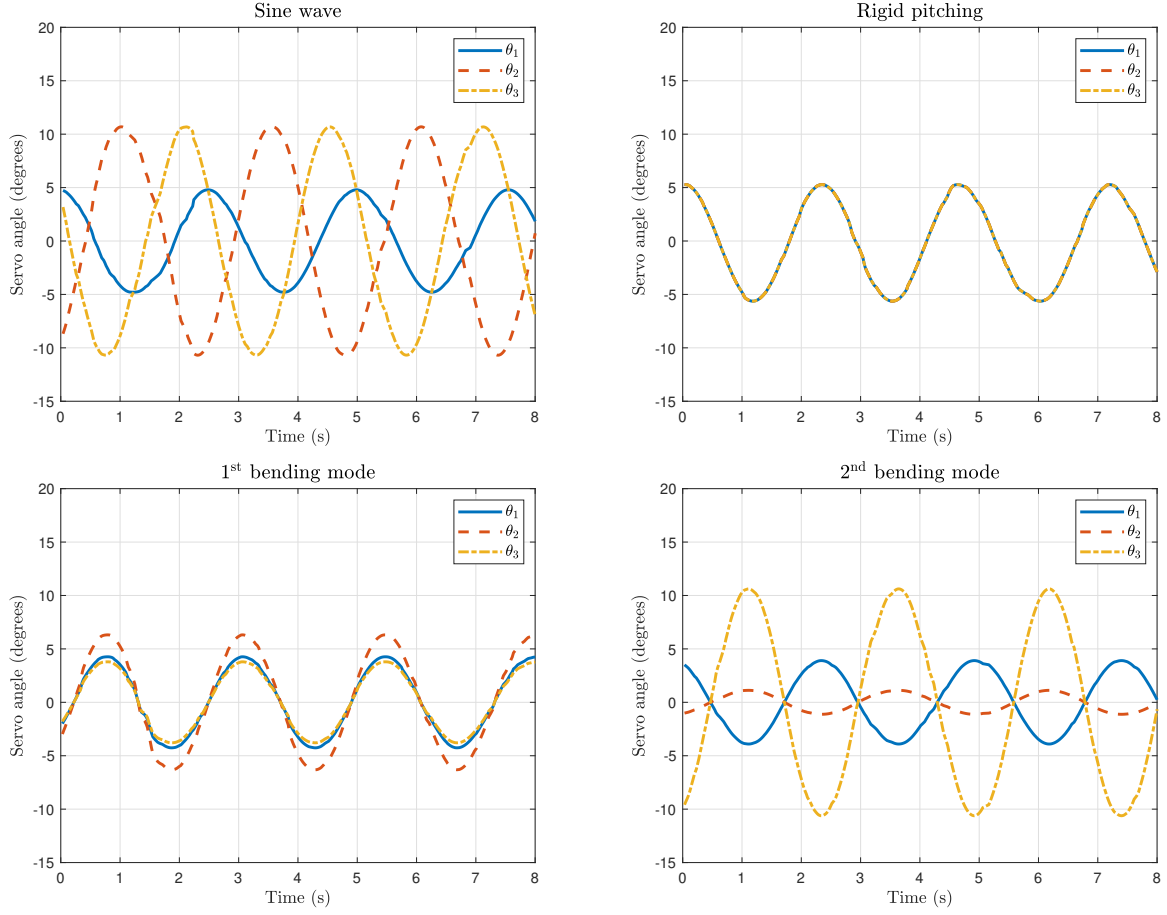 Sine wave
20
15
10
5
0
-5
-10
-15
Servo angle (degrees)
θ₁
θ₂
θ₃
0 1 2 3 4 5 6 7 8
Time (s)
Rigid pitching
20
15
10
5
0
-5
-10
-15
Servo angle (degrees)
θ₁
θ₂
θ₃
0 1 2 3 4 5 6 7 8
Time (s)
1ˢᵗ bending mode
20
15
10
5
0
-5
-10
-15
Servo angle (degrees)
θ₁
θ₂
θ₃
0 1 2 3 4 5 6 7 8
Time (s)
2ⁿᵈ bending mode
20
15
10
5
0
-5
-10
-15
Servo angle (degrees)
θ₁
θ₂
θ₃
0 1 2 3 4 5 6 7 8
Time (s)